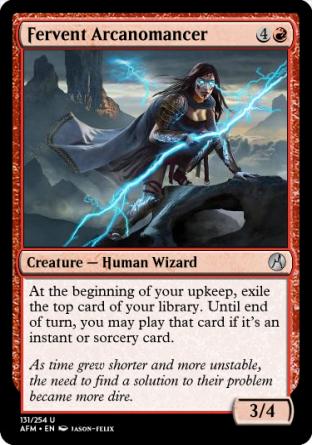 Fervent Arcanomancer 4
Creature — Human Wizard
At the beginning of your upkeep, exile
the top card of your library. Until end
of turn, you may play that card if it's an
instant or sorcery card.
As time grew shorter and more unstable,
the need to find a solution to their problem
became more dire.
3/4
131/254 U
AFM • EN JASON-FELIX